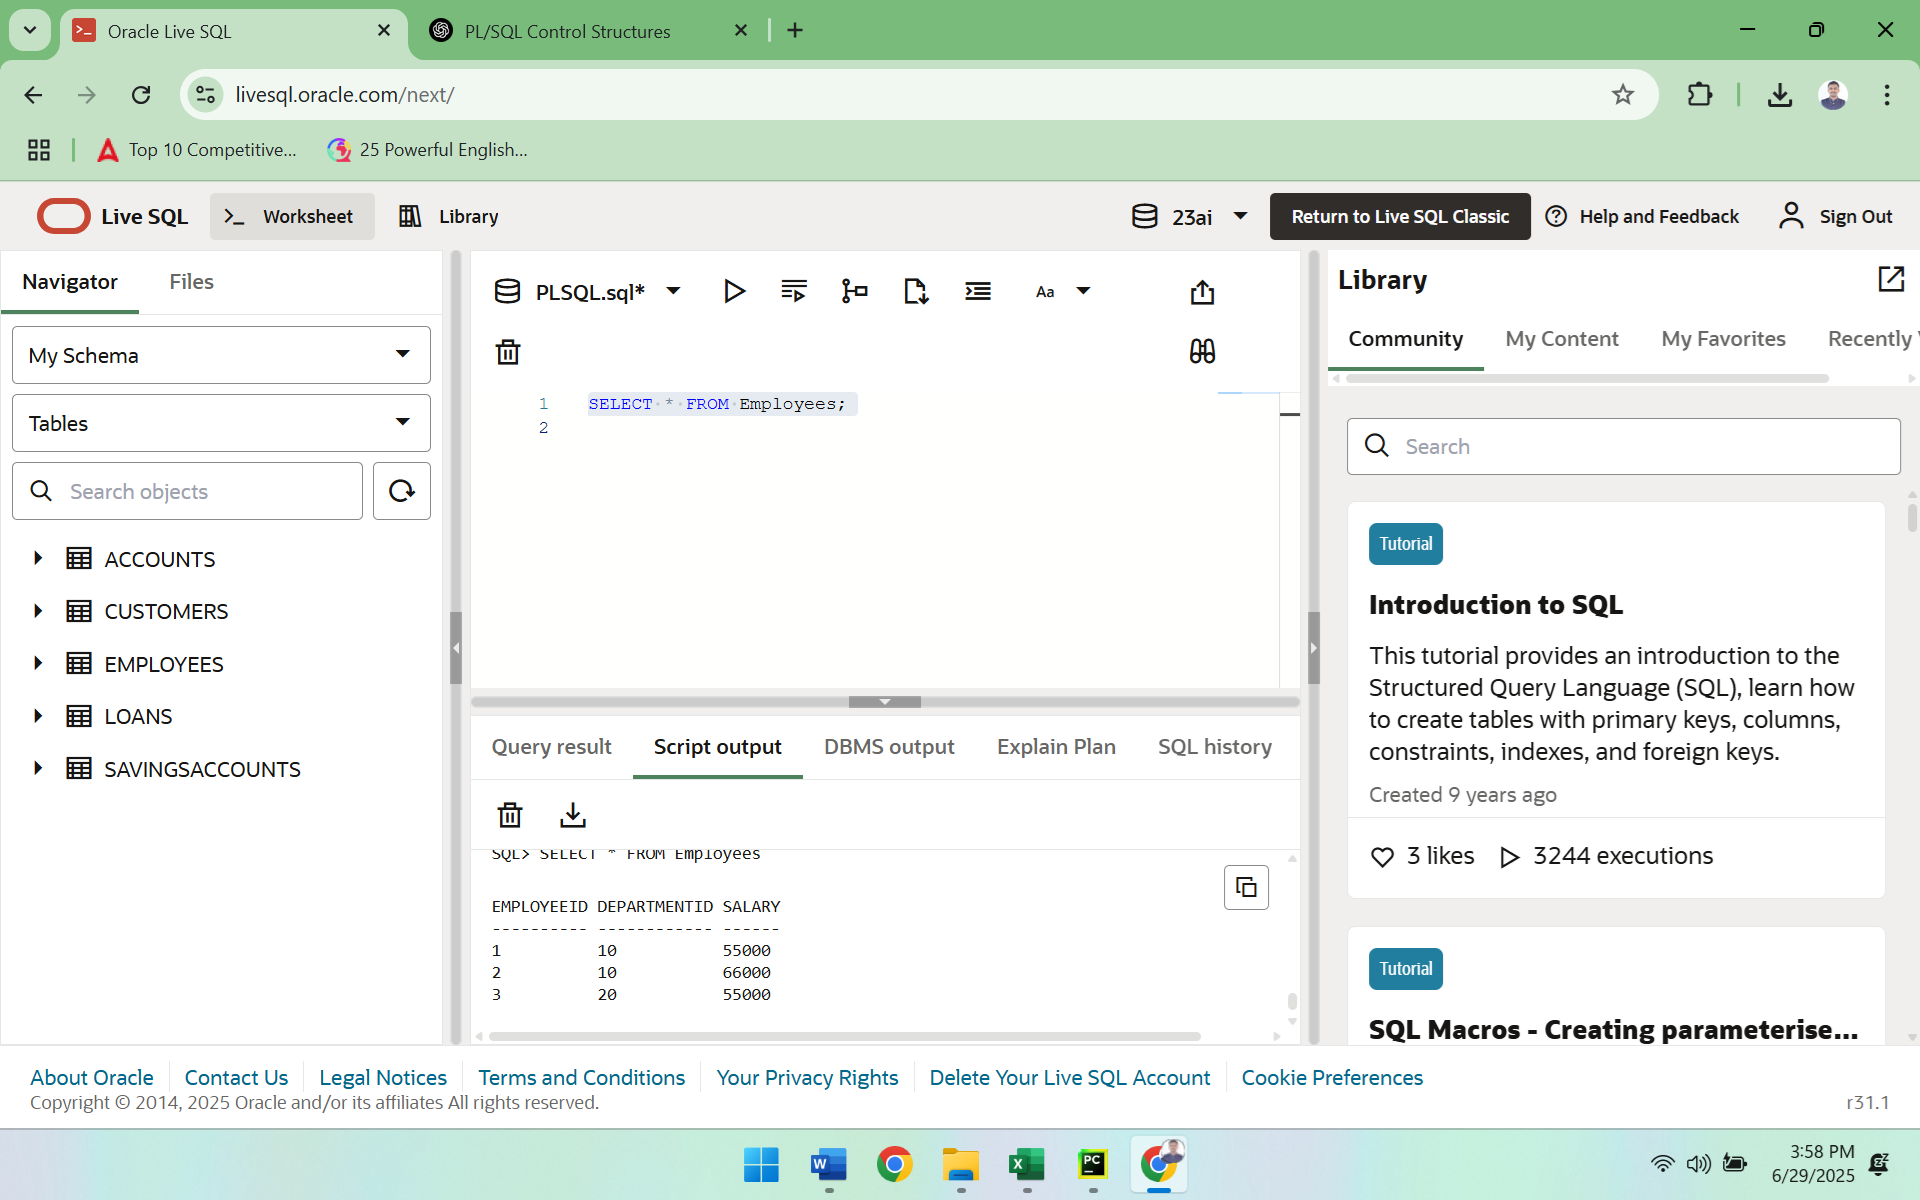 Oracle Live SQL
PL/SQL Control Structures
livesql.oracle.com/next/
Top 10 Competitive...
25 Powerful English...
Live SQL
Worksheet
Library
23ai
Return to Live SQL Classic
Help and Feedback
Sign Out
Navigator
Files
My Schema
Tables
Search objects
ACCOUNTS
CUSTOMERS
EMPLOYEES
LOANS
SAVINGSACCOUNTS
PLSQL.sql*
Aa
1 SELECT * FROM Employees;
2
Query result
Script output
DBMS output
Explain Plan
SQL history
SQL> SELECT * FROM Employees
EMPLOYEEID DEPARTMENTID SALARY
---------- ------------ ------
1 10 55000
2 10 66000
3 20 55000
Library
Community
My Content
My Favorites
Recently
Search
Tutorial
Introduction to SQL
This tutorial provides an introduction to the
Structured Query Language (SQL), learn how
to create tables with primary keys, columns,
constraints, indexes, and foreign keys.
Created 9 years ago
3 likes
3244 executions
Tutorial
SQL Macros - Creating parameterise...
About Oracle
Contact Us
Legal Notices
Terms and Conditions
Your Privacy Rights
Delete Your Live SQL Account
Cookie Preferences
Copyright © 2014, 2025 Oracle and/or its affiliates All rights reserved.
r31.1
W
X
PC
3:58 PM
6/29/2025